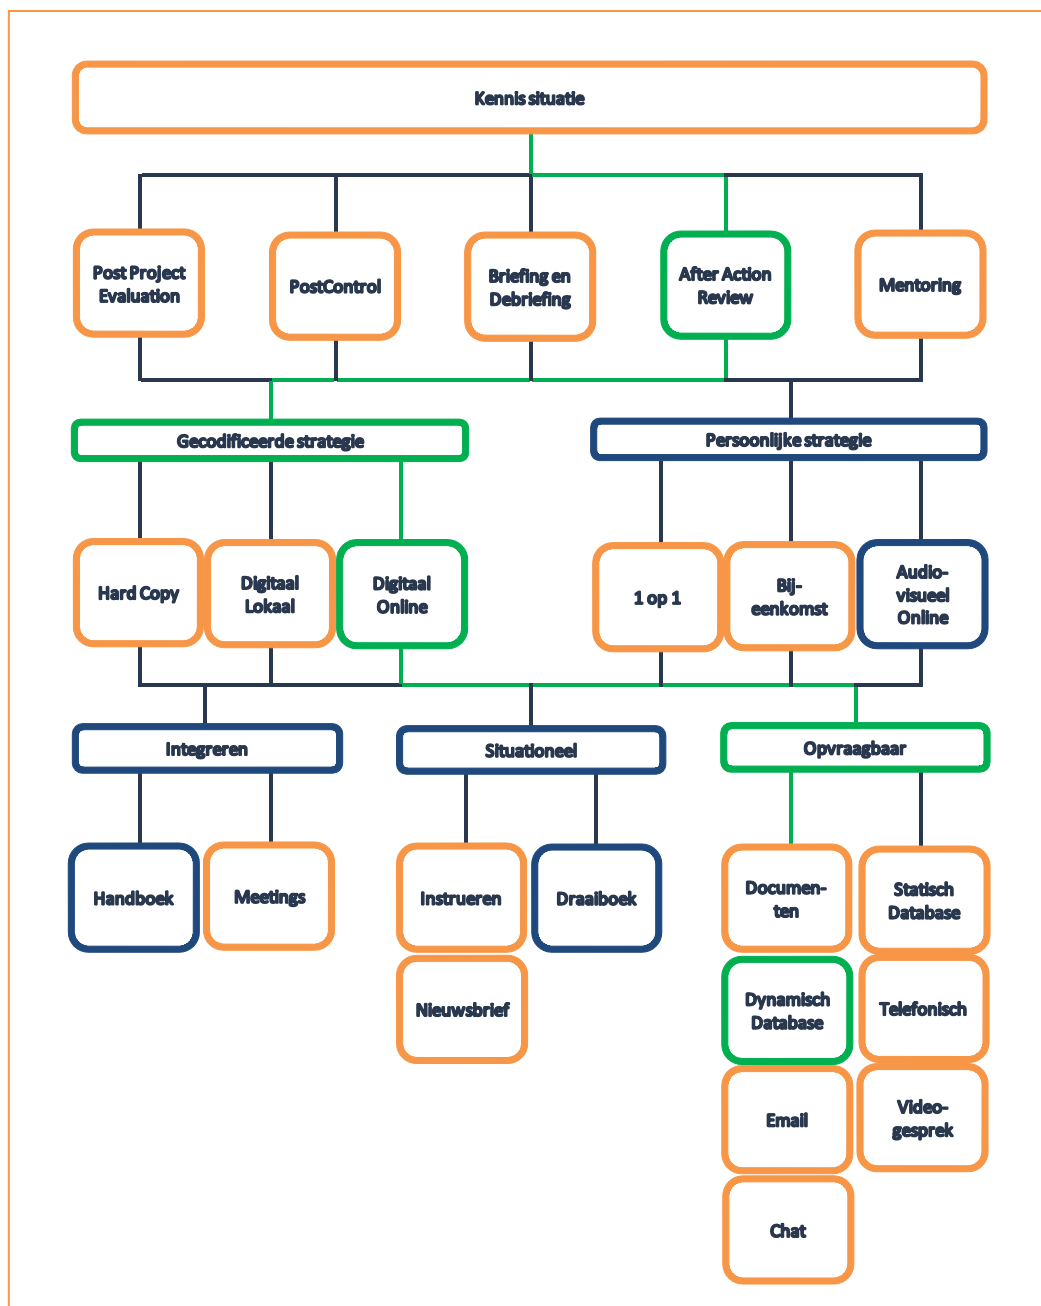 Kennis situatie
Post Project
Evaluation
PostControl
Briefing en
Debriefing
After Action
Review
Mentoring
Gecodificeerde strategie
Persoonlijke strategie
Hard Copy
Digitaal
Lokaal
Digitaal
Online
1 op 1
Bij-
eenkomst
Audio-
visueel
Online
Integreren
Situationeel
Opvraagbaar
Handboek
Meetings
Instrueren
Draaiboek
Documen-
ten
Statisch
Database
Nieuwsbrief
Dynamisch
Database
Telefonisch
Email
Video-
gesprek
Chat